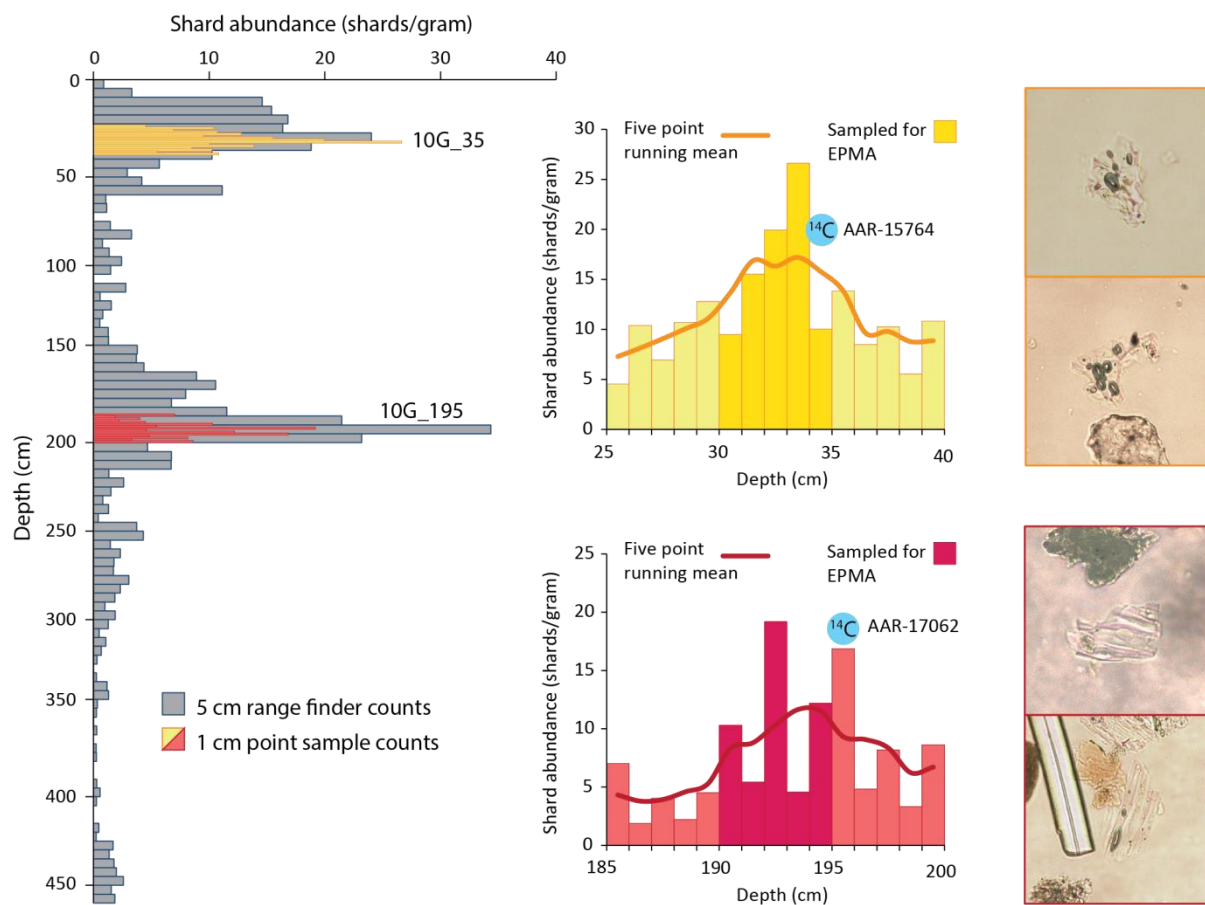 Shard abundance (shards/gram)
0 10 20 30 40
0
50
100
150
200
250
300
350
400
450
Depth (cm)
10G_35
10G_195
5 cm range finder counts
1 cm point sample counts
Five point
running mean
Sampled for
EPMA
14C AAR-15764
30
25
20
15
10
5
0
Shard abundance (shards/gram)
25 30 35 40
Depth (cm)
Five point
running mean
Sampled for
EPMA
14C AAR-17062
25
20
15
10
5
0
Shard abundance (shards/gram)
185 190 195 200
Depth (cm)